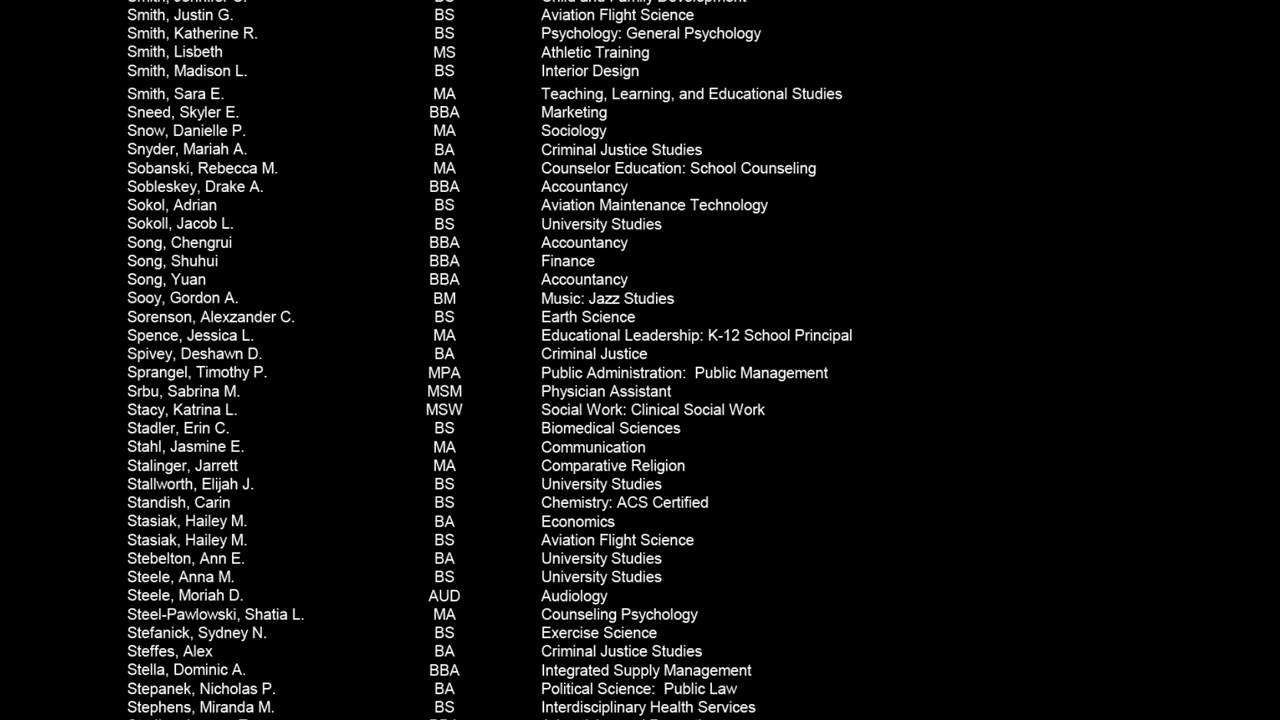 Smith, Justin G. BS Aviation Flight Science
Smith, Katherine R. BS Psychology: General Psychology
Smith, Lisbeth MS Athletic Training
Smith, Madison L. BS Interior Design
Smith, Sara E. MA Teaching, Learning, and Educational Studies
Sneed, Skyler E. BBA Marketing
Snow, Danielle P. MA Sociology
Snyder, Mariah A. BA Criminal Justice Studies
Sobanski, Rebecca M. MA Counselor Education: School Counseling
Sobleskey, Drake A. BBA Accountancy
Sokol, Adrian BS Aviation Maintenance Technology
Sokoll, Jacob L. BS University Studies
Song, Chengrui BBA Accountancy
Song, Shuhui BBA Finance
Song, Yuan BBA Accountancy
Sooy, Gordon A. BM Music: Jazz Studies
Sorenson, Alexzander C. BS Earth Science
Spence, Jessica L. MA Educational Leadership: K-12 School Principal
Spivey, Deshawn D. BA Criminal Justice
Sprangel, Timothy P. MPA Public Administration:  Public Management
Srbu, Sabrina M. MSM Physician Assistant
Stacy, Katrina L. MSW Social Work: Clinical Social Work
Stadler, Erin C. BS Biomedical Sciences
Stahl, Jasmine E. MA Communication
Stalinger, Jarrett MA Comparative Religion
Stallworth, Elijah J. BS University Studies
Standish, Carin BS Chemistry: ACS Certified
Stasiak, Hailey M. BA Economics
Stasiak, Hailey M. BS Aviation Flight Science
Stebelton, Ann E. BA University Studies
Steele, Anna M. BS University Studies
Steele, Moriah D. AUD Audiology
Steel-Pawlowski, Shatia L. MA Counseling Psychology
Stefanick, Sydney N. BS Exercise Science
Steffes, Alex BA Criminal Justice Studies
Stella, Dominic A. BBA Integrated Supply Management
Stepanek, Nicholas P. BA Political Science:  Public Law
Stephens, Miranda M. BS Interdisciplinary Health Services